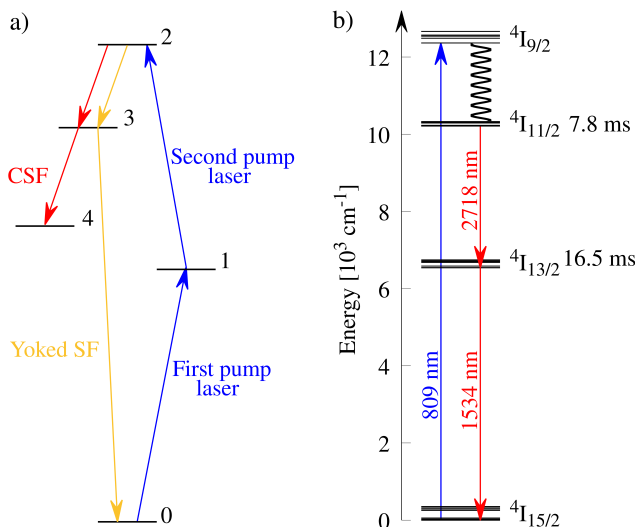 a)
2
3
CSF
4
Second pump
laser
1
Yoked SF
First pump
laser
0
b)
Energy [10³ cm⁻¹]
12
10
8
6
4
2
0
⁴I₉/₂
⁴I₁₁/₂ 7.8 ms
2718 nm
⁴I₁₃/₂ 16.5 ms
809 nm
1534 nm
⁴I₁₅/₂